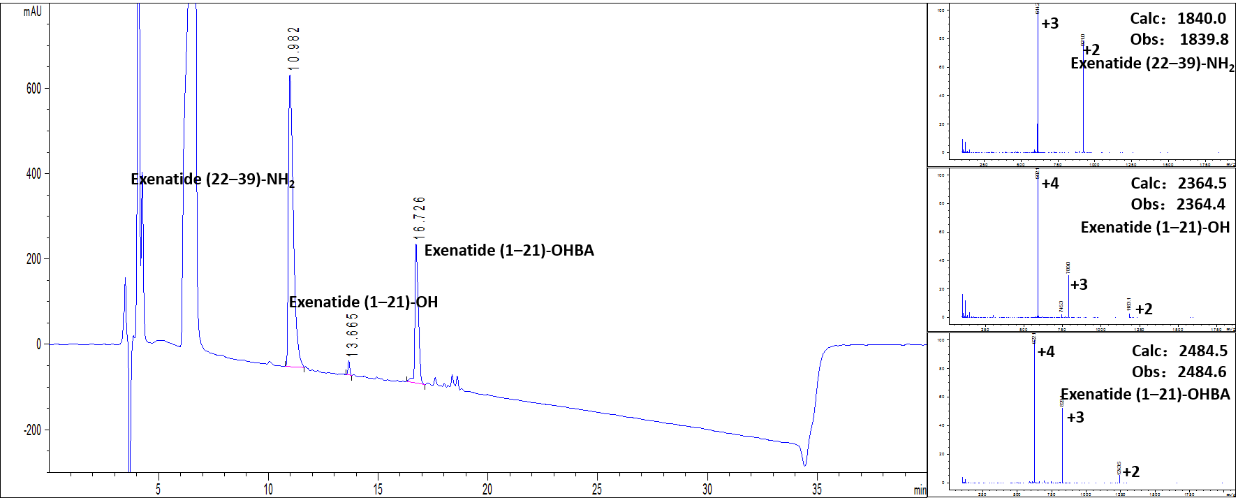 mAU
600
400
200
0
-200
5
10
15
20
25
30
35
min
10.982
13.665
16.726
Exenatide (22–39)-NH2
Exenatide (1–21)-OHBA
Exenatide (1–21)-OH
+3
+2
Calc: 1840.0
Obs: 1839.8
Exenatide (22–39)-NH2
+4
+3
+2
Calc: 2364.5
Obs: 2364.4
Exenatide (1–21)-OH
+4
+3
+2
Calc: 2484.5
Obs: 2484.6
Exenatide (1–21)-OHBA